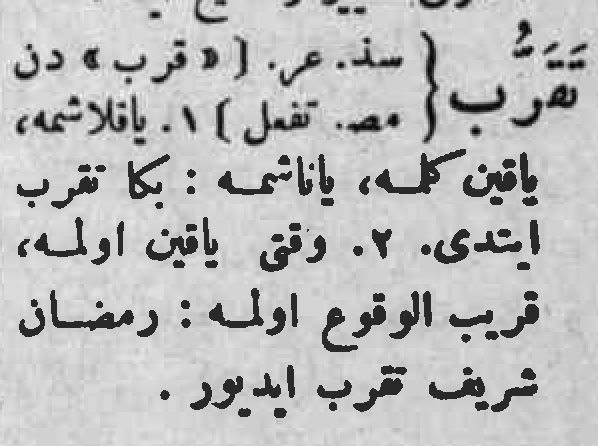 تَقَرُّب { سذ. عر. [« قرب » دن
مص. تفعل] ١. ياقلاشمه،
ياقين كلمه، ياناشمه : بكا تقرب
ايتدى. ٢. وقتى ياقين اولمه،
قريب الوقوع اولمه : رمضان
شريف تقرب ايديور .